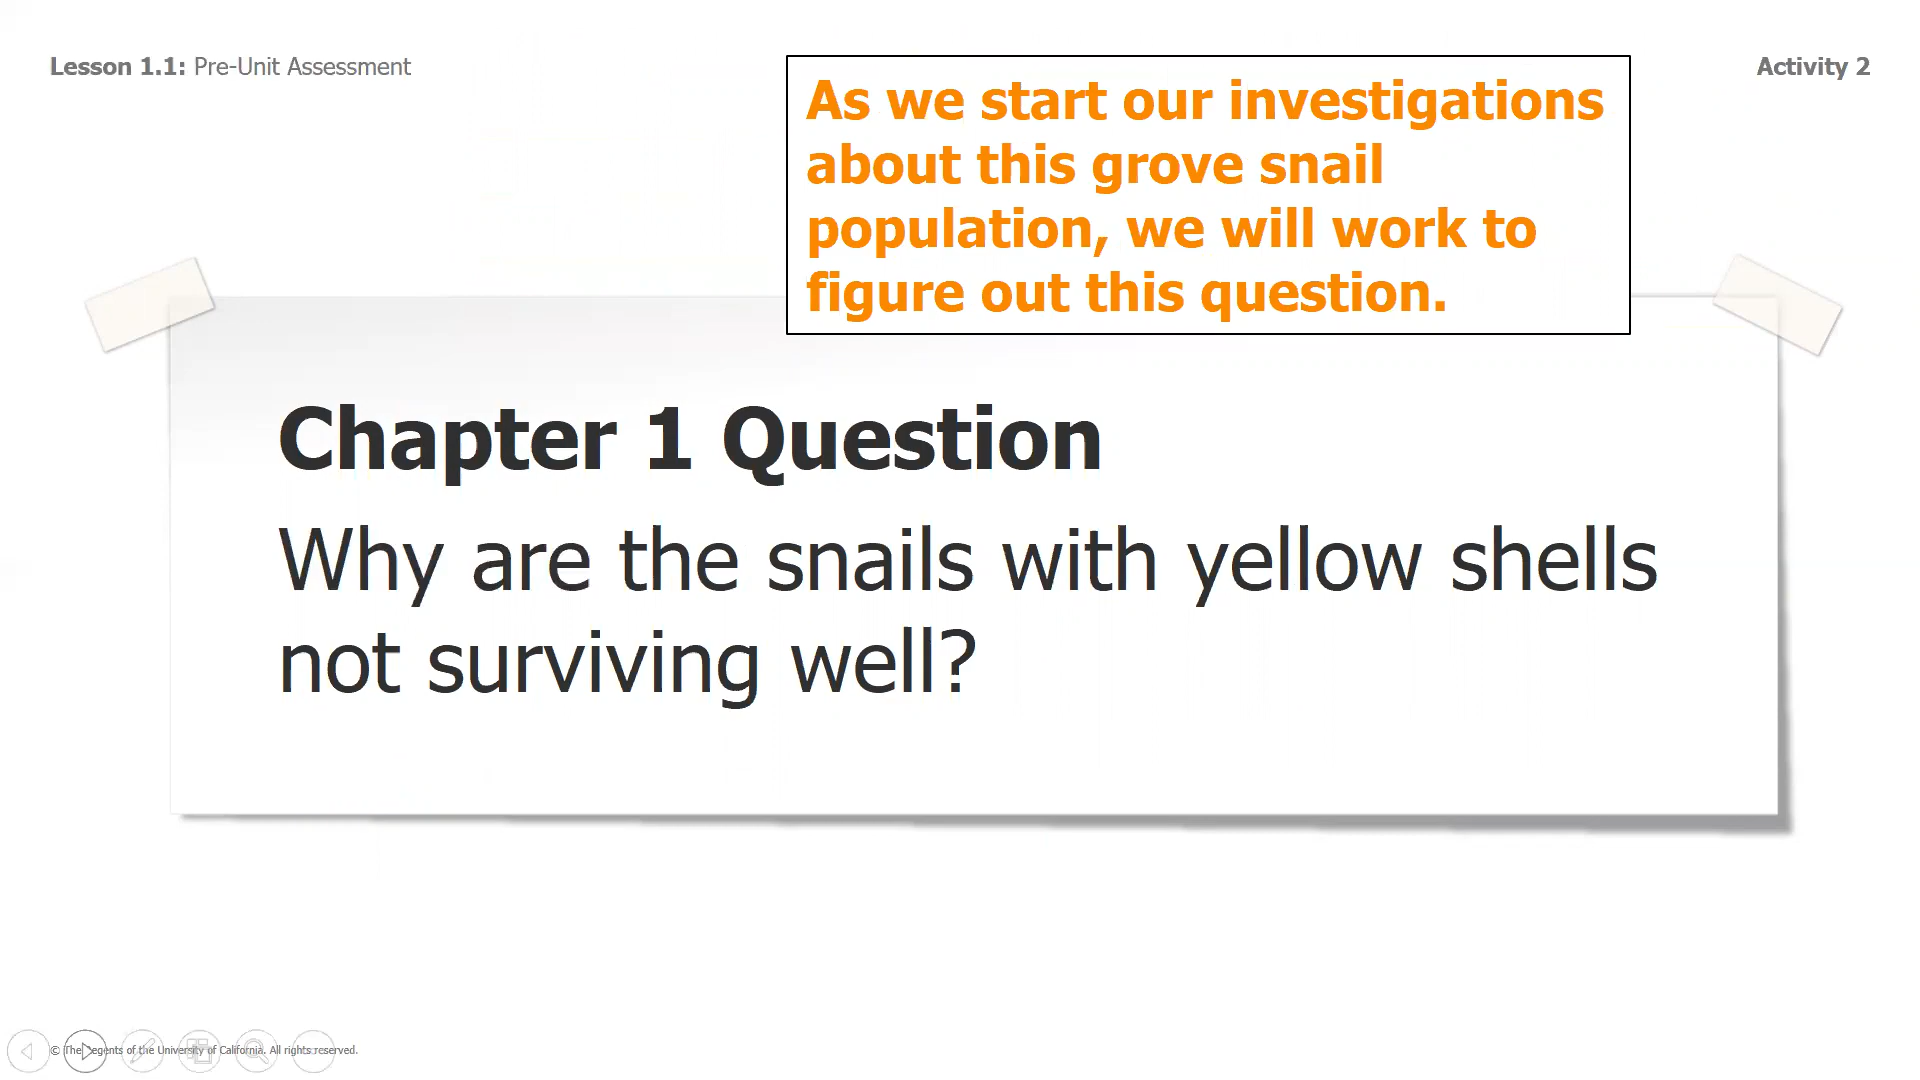 Lesson 1.1: Pre-Unit Assessment
Activity 2
As we start our investigations
about this grove snail
population, we will work to
figure out this question.
Chapter 1 Question
Why are the snails with yellow shells
not surviving well?
© The Regents of the University of California. All rights reserved.